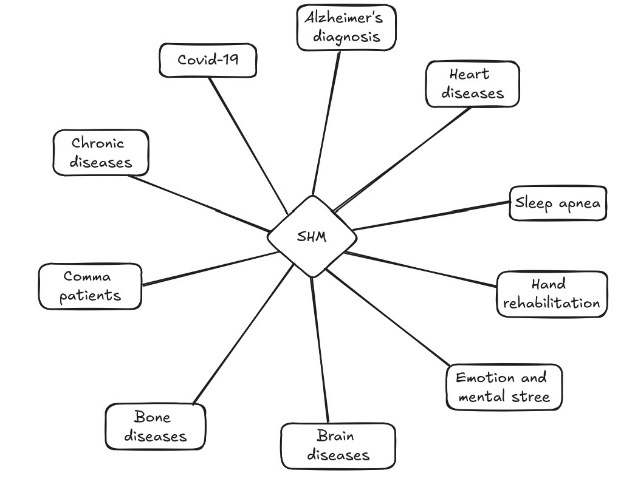 Alzheimer's
diagnosis
Covid-19
Heart
diseases
Chronic
diseases
Sleep apnea
SHM
Comma
patients
Hand
rehabilitation
Emotion and
mental stree
Bone
diseases
Brain
diseases